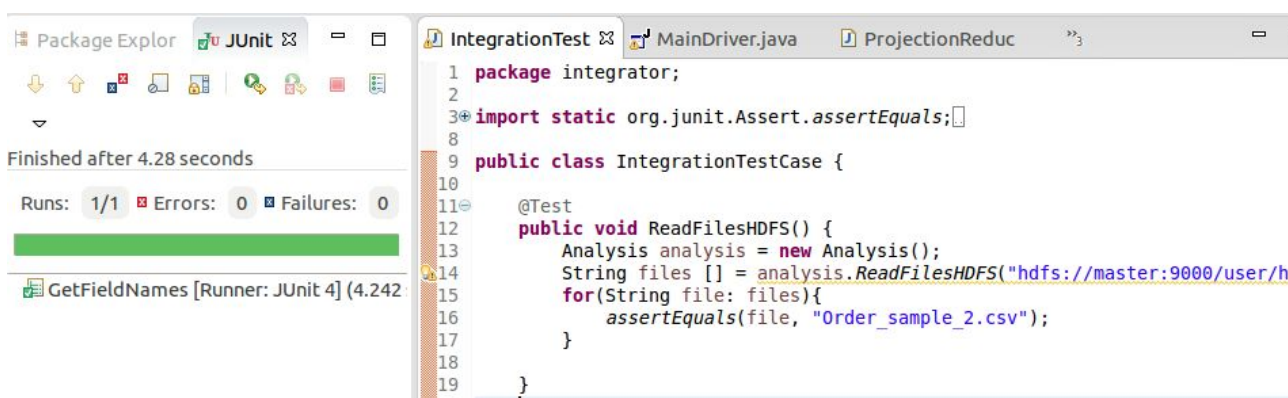 Package Explor JUnit
Finished after 4.28 seconds
Runs: 1/1 Errors: 0 Failures: 0
GetFieldNames [Runner: JUnit 4] (4.242
IntegrationTest MainDriver.java ProjectionReduc »3
1 package integrator;
2
3 import static org.junit.Assert.assertEquals;
8
9 public class IntegrationTestCase {
10
11 @Test
12 public void ReadFilesHDFS() {
13 Analysis analysis = new Analysis();
14 String files [] = analysis.ReadFilesHDFS("hdfs://master:9000/user/h
15 for(String file: files){
16 assertEquals(file, "Order_sample_2.csv");
17 }
18
19 }